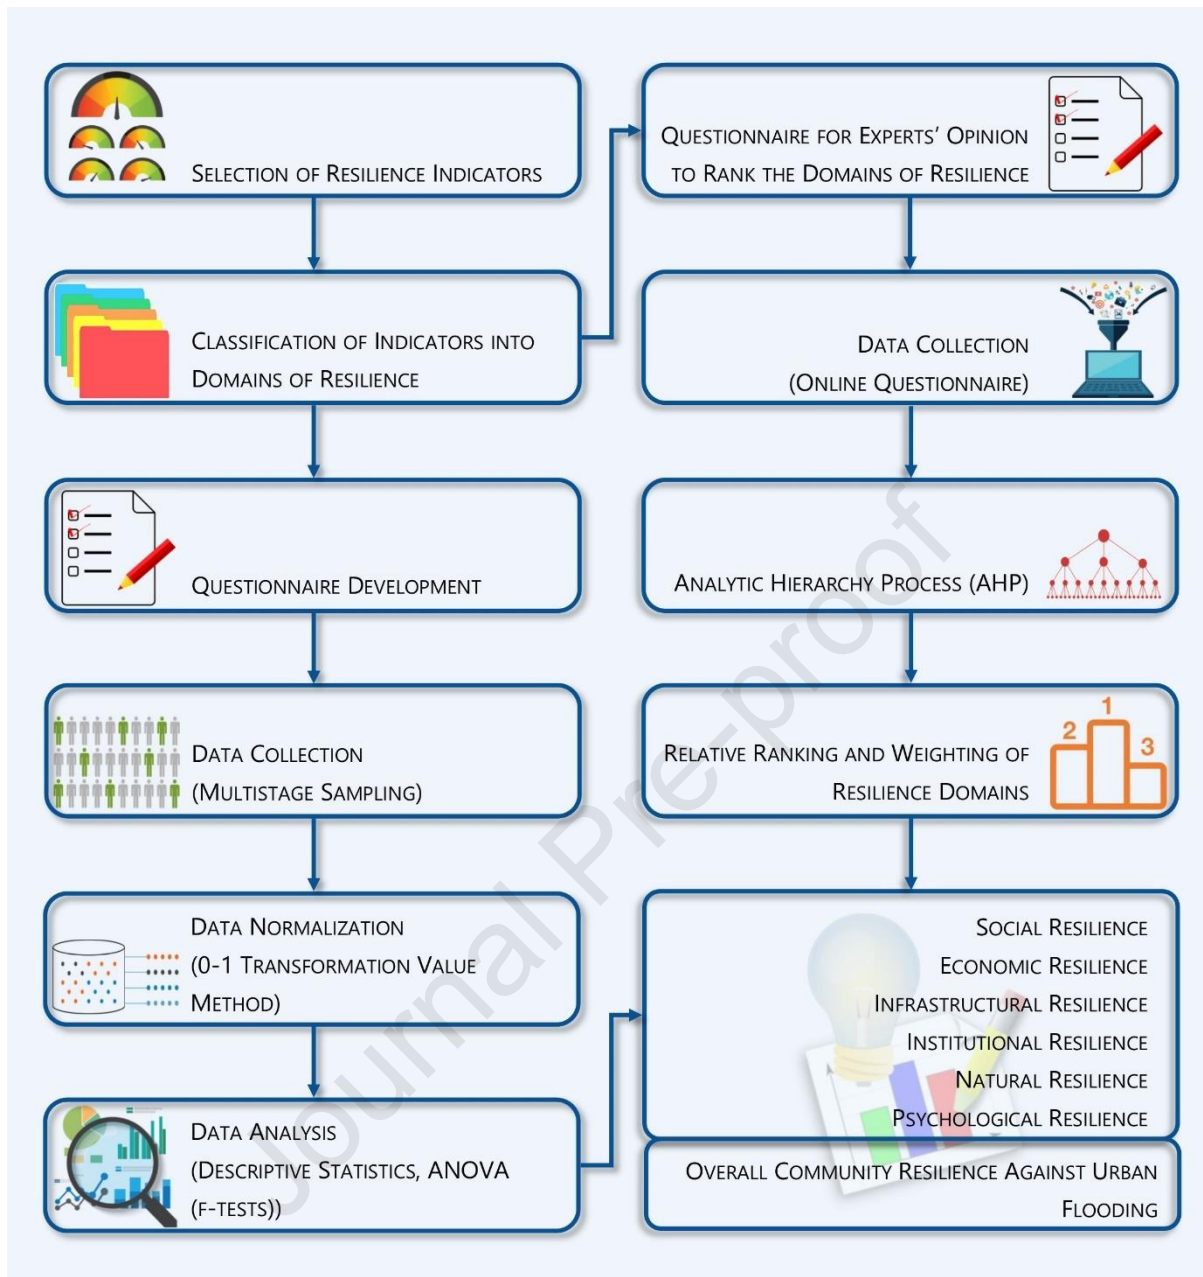 SELECTION OF RESILIENCE INDICATORS
CLASSIFICATION OF INDICATORS INTO
DOMAINS OF RESILIENCE
QUESTIONNAIRE DEVELOPMENT
DATA COLLECTION
(MULTISTAGE SAMPLING)
DATA NORMALIZATION
(0-1 TRANSFORMATION VALUE
METHOD)
DATA ANALYSIS
(DESCRIPTIVE STATISTICS, ANOVA
(F-TESTS))
QUESTIONNAIRE FOR EXPERTS’ OPINION
TO RANK THE DOMAINS OF RESILIENCE
DATA COLLECTION
(ONLINE QUESTIONNAIRE)
ANALYTIC HIERARCHY PROCESS (AHP)
RELATIVE RANKING AND WEIGHTING OF
RESILIENCE DOMAINS
1
2
3
SOCIAL RESILIENCE
ECONOMIC RESILIENCE
INFRASTRUCTURAL RESILIENCE
INSTITUTIONAL RESILIENCE
NATURAL RESILIENCE
PSYCHOLOGICAL RESILIENCE
OVERALL COMMUNITY RESILIENCE AGAINST URBAN
FLOODING
Journal Pre-proof